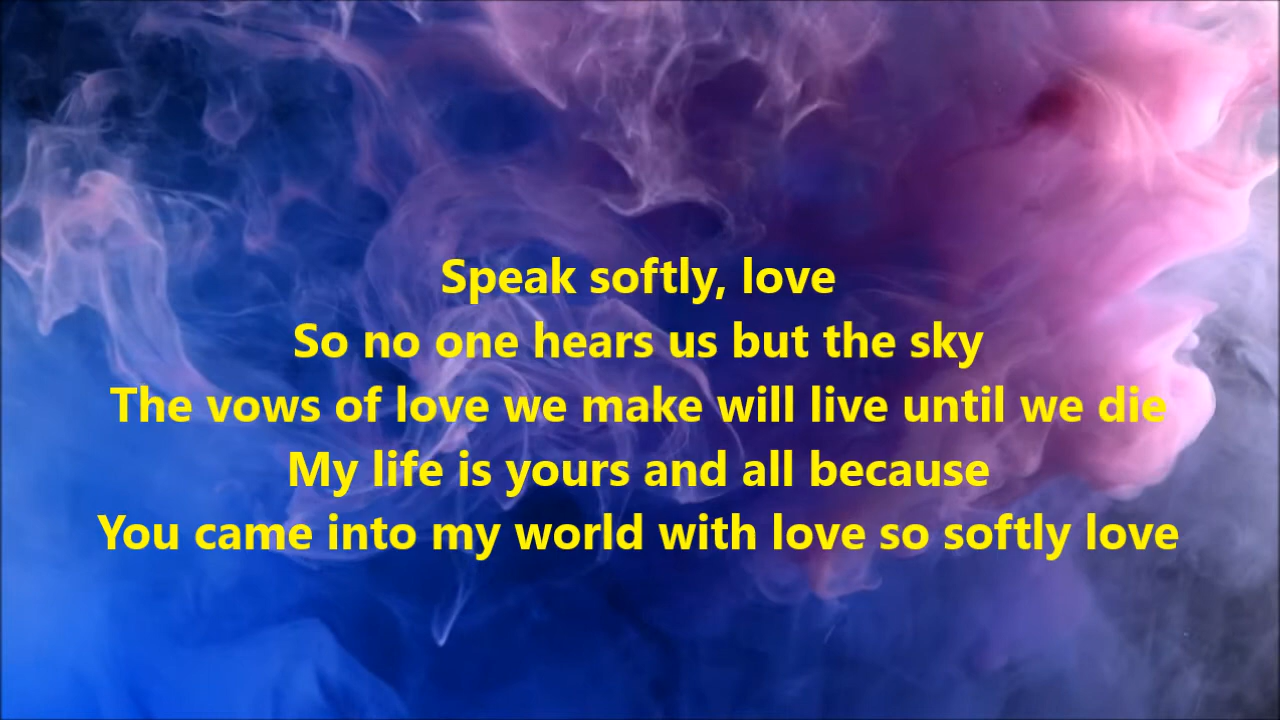 Speak softly, love
So no one hears us but the sky
The vows of love we make will live until we die
My life is yours and all because
You came into my world with love so softly love